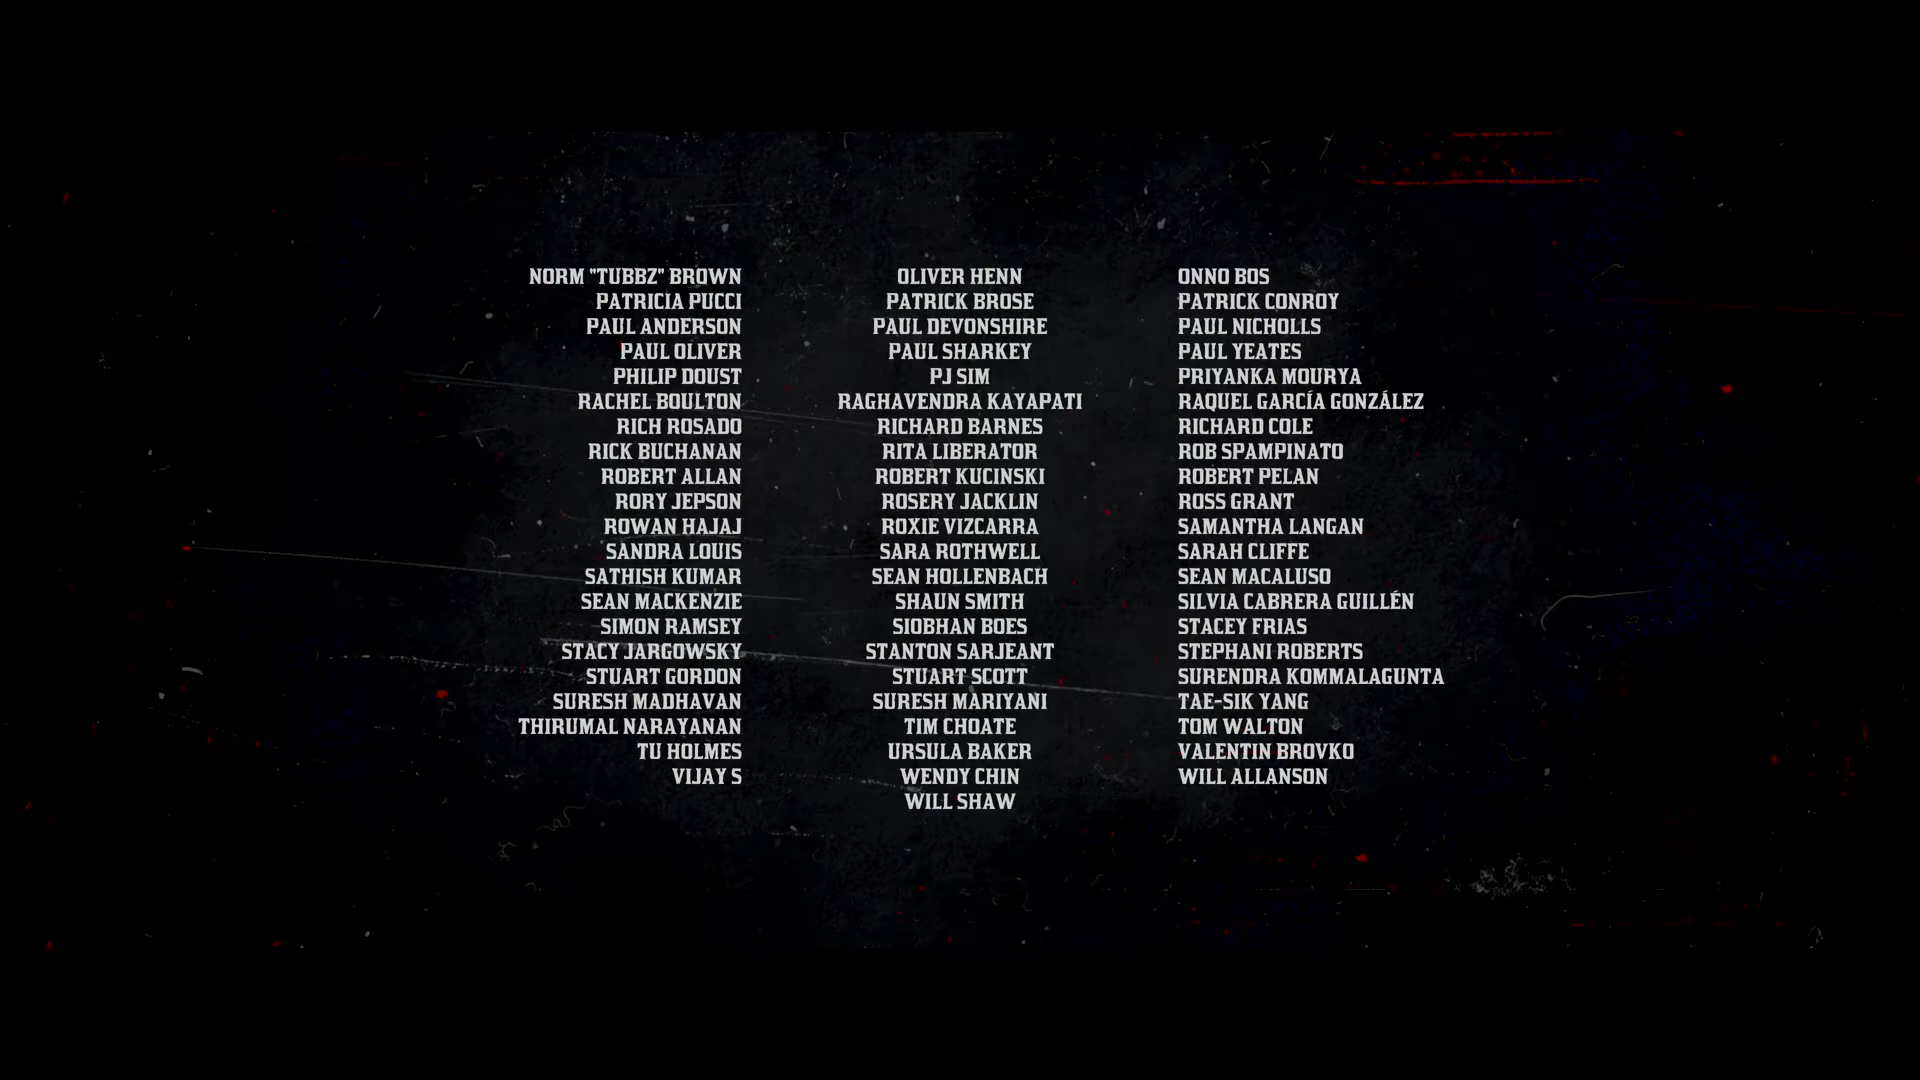 NORM "TUBBZ" BROWN OLIVER HENN ONNO BOS
PATRICIA PUCCI PATRICK BROSE PATRICK CONROY
PAUL ANDERSON PAUL DEVONSHIRE PAUL NICHOLLS
PAUL OLIVER PAUL SHARKEY PAUL YEATES
PHILIP DOUST PJ SIM PRIYANKA MOURYA
RACHEL BOULTON RAGHAVENDRA KAYAPATI RAQUEL GARCÍA GONZÁLEZ
RICH ROSADO RICHARD BARNES RICHARD COLE
RICK BUCHANAN RITA LIBERATOR ROB SPAMPINATO
ROBERT ALLAN ROBERT KUCINSKI ROBERT PELAN
RORY JEPSON ROSERY JACKLIN ROSS GRANT
ROWAN HAJAJ ROXIE VIZCARRA SAMANTHA LANGAN
SANDRA LOUIS SARA ROTHWELL SARAH CLIFFE
SATHISH KUMAR SEAN HOLLENBACH SEAN MACALUSO
SEAN MACKENZIE SHAUN SMITH SILVIA CABRERA GUILLÉN
SIMON RAMSEY SIOBHAN BOES STACEY FRIAS
STACY JARGOWSKY STANTON SARJEANT STEPHANI ROBERTS
STUART GORDON STUART SCOTT SURENDRA KOMMALAGUNTA
SURESH MADHAVAN SURESH MARIYANI TAE-SIK YANG
THIRUMAL NARAYANAN TIM CHOATE TOM WALTON
TU HOLMES URSULA BAKER VALENTIN BROVKO
VIJAY S WENDY CHIN WILL ALLANSON
WILL SHAW